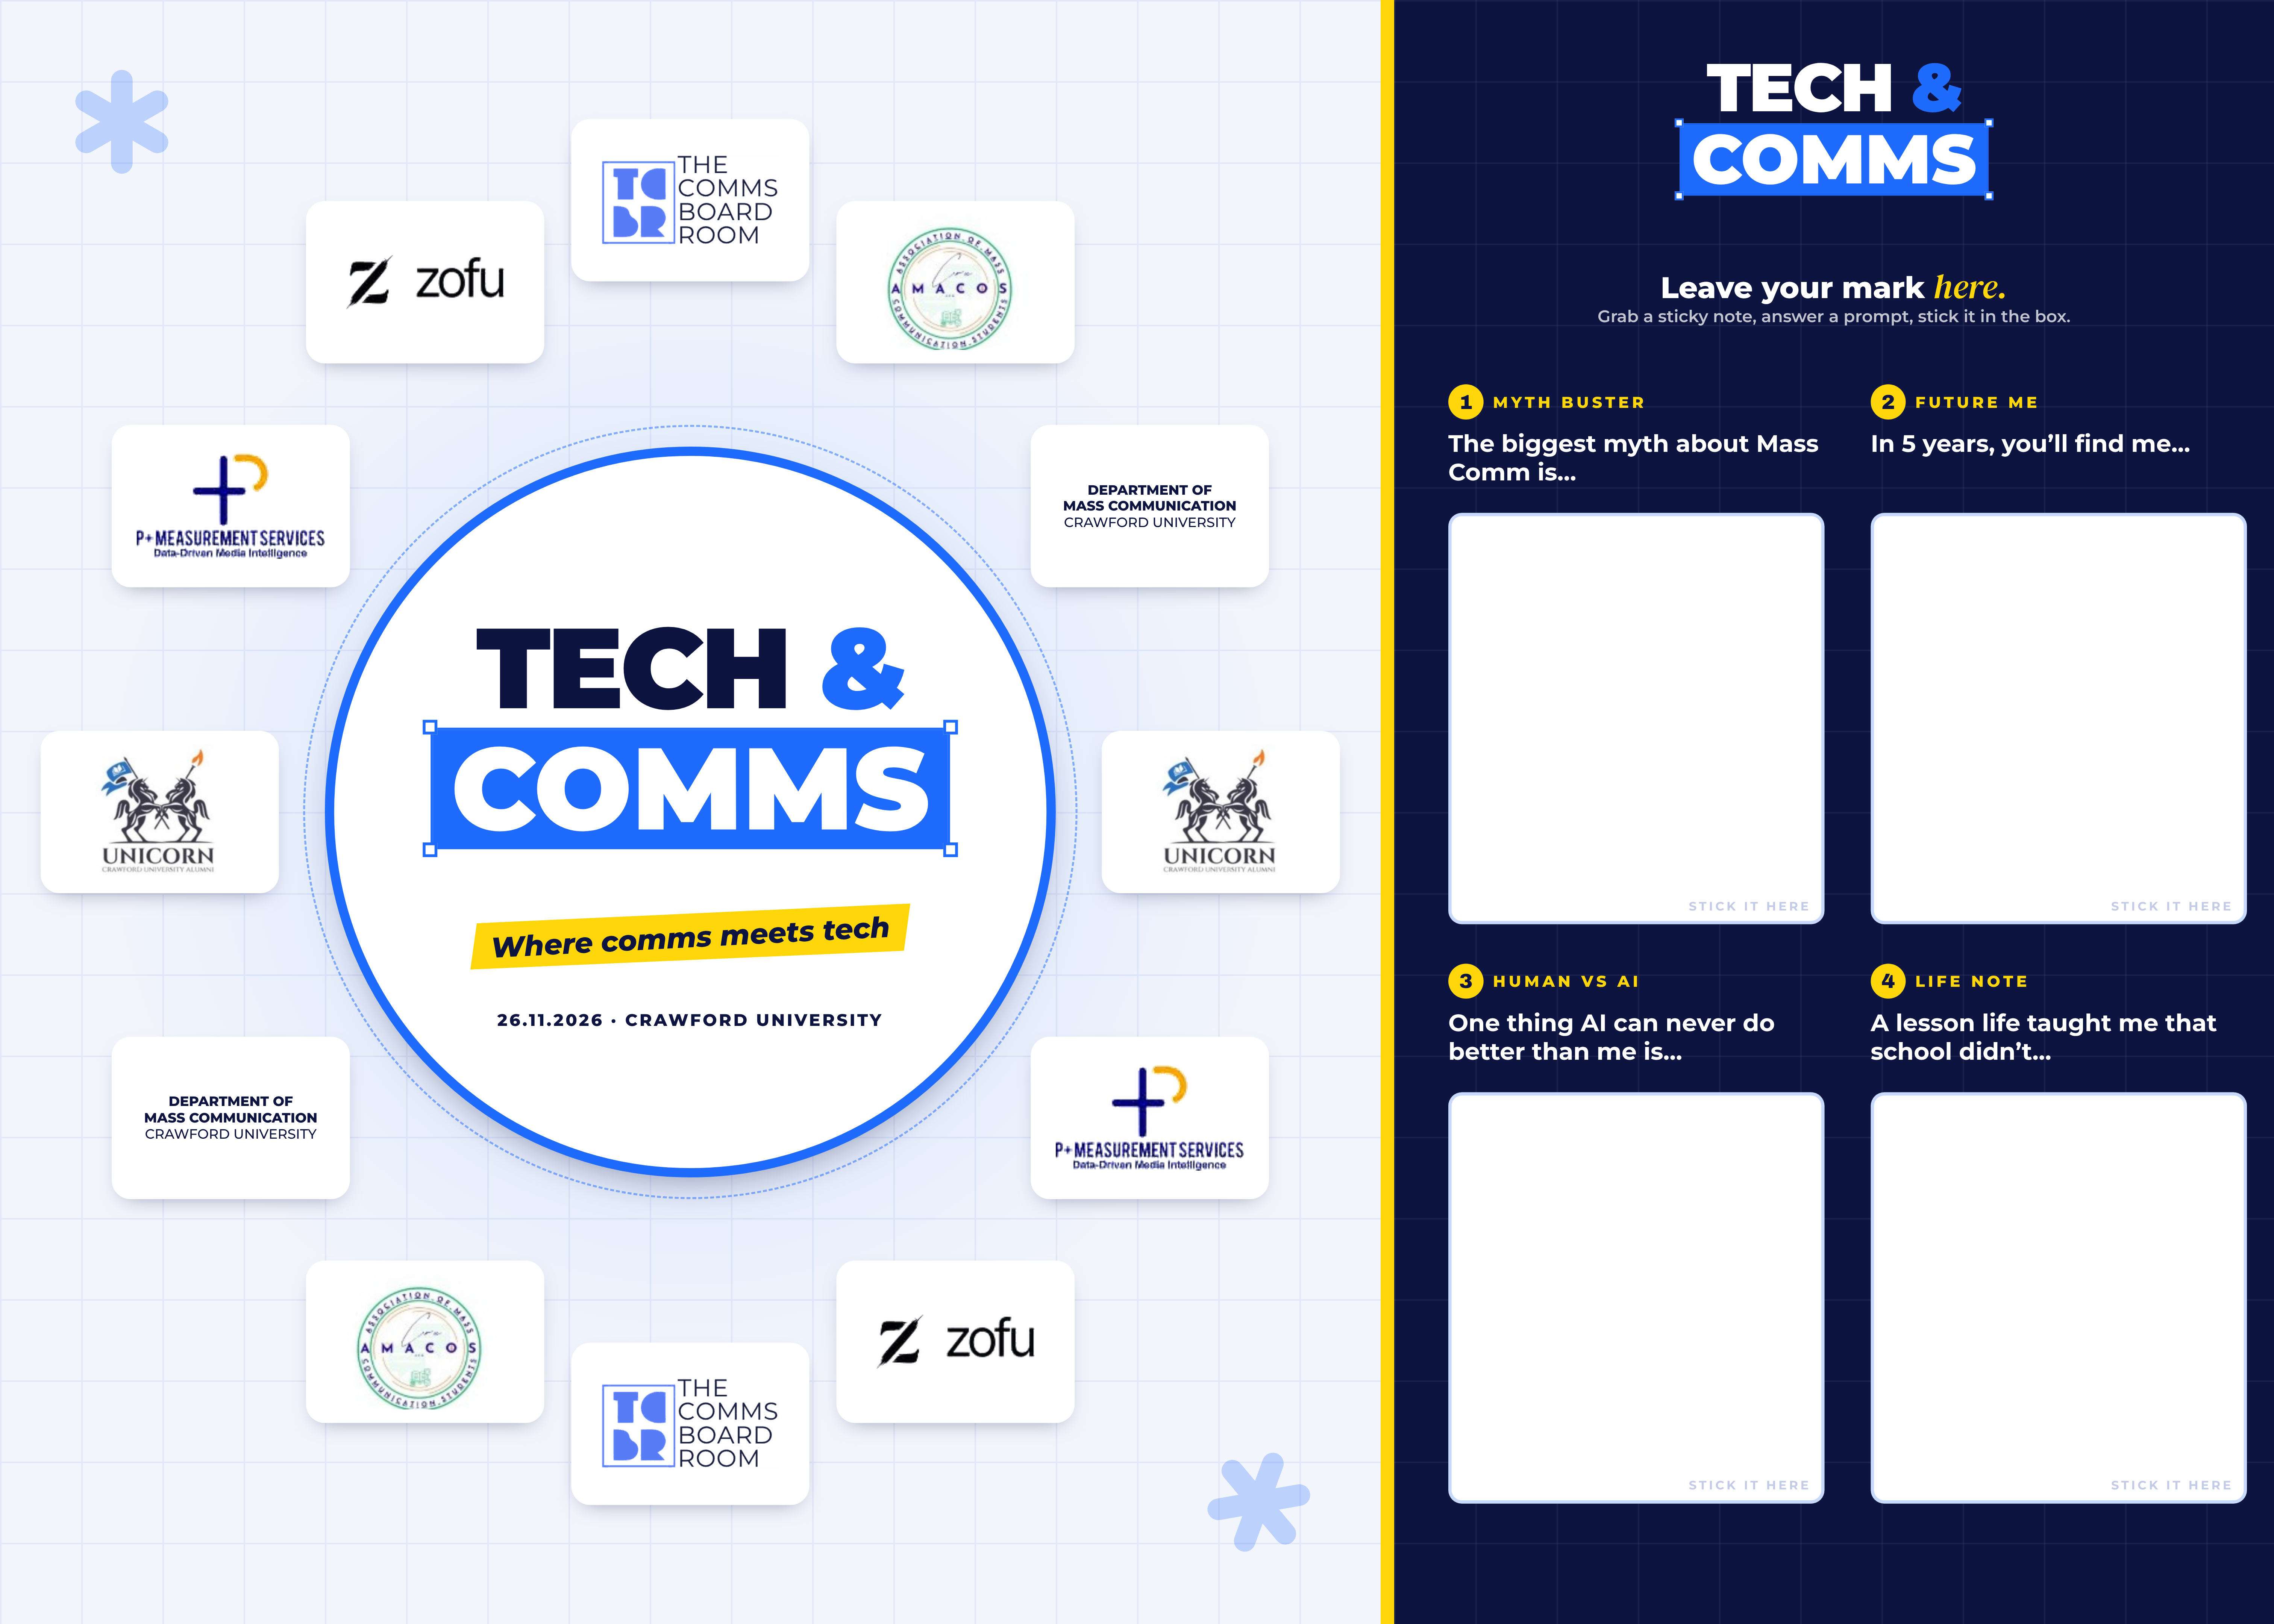 THE
COMMS
BOARD
ROOM
TC
BR
zofu
ASSOCIATION OF MASS
AMACOS
COMMUNICATION STUDENTS
P+MEASUREMENT SERVICES
Data-Driven Media Intelligence
DEPARTMENT OF
MASS COMMUNICATION
CRAWFORD UNIVERSITY
TECH &
COMMS
Where comms meets tech
26.11.2026 · CRAWFORD UNIVERSITY
UNICORN
CRAWFORD UNIVERSITY ALUMNI
UNICORN
CRAWFORD UNIVERSITY ALUMNI
DEPARTMENT OF
MASS COMMUNICATION
CRAWFORD UNIVERSITY
P+MEASUREMENT SERVICES
Data-Driven Media Intelligence
ASSOCIATION OF MASS
AMACOS
COMMUNICATION STUDENTS
zofu
TC
BR
THE
COMMS
BOARD
ROOM
TECH &
COMMS
Leave your mark here.
Grab a sticky note, answer a prompt, stick it in the box.
1 MYTH BUSTER
The biggest myth about Mass
Comm is...
STICK IT HERE
2 FUTURE ME
In 5 years, you’ll find me...
STICK IT HERE
3 HUMAN VS AI
One thing AI can never do
better than me is...
STICK IT HERE
4 LIFE NOTE
A lesson life taught me that
school didn’t...
STICK IT HERE